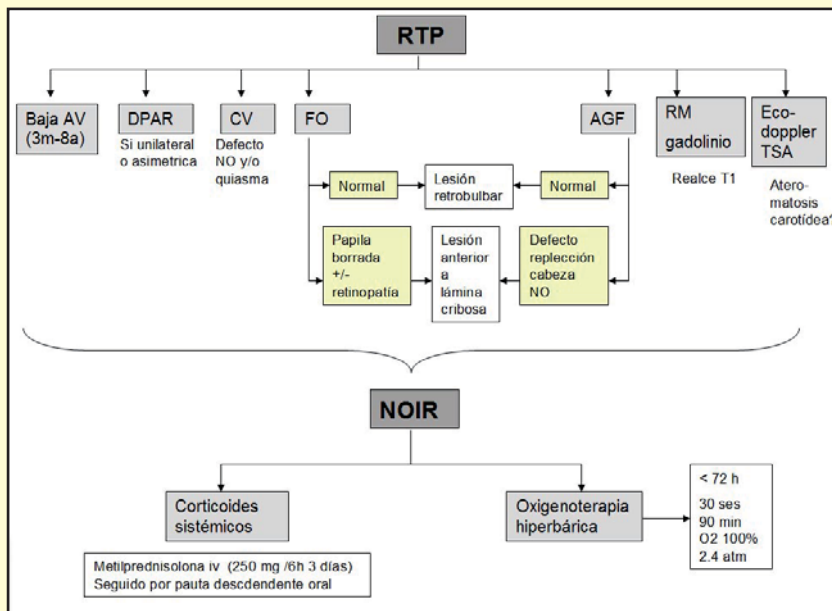 RTP
Baja AV
(3m-8a)
DPAR
Si unilateral
o asimetrica
CV
Defecto
NO y/o
quiasma
FO
AGF
RM
gadolinio
Realce T1
Eco-
doppler
TSA
Atero-
matosis
carotídea?
Normal
Lesión
retrobulbar
Normal
Papila
borrada
+/-
retinopatía
Lesión
anterior
a
lámina
cribosa
Defecto
replección
cabeza
NO
NOIR
Corticoides
sistémicos
Metilprednisolona iv (250 mg /6h 3 días)
Seguido por pauta descdendente oral
Oxigenoterapia
hiperbárica
< 72 h
30 ses
90 min
O2 100%
2.4 atm